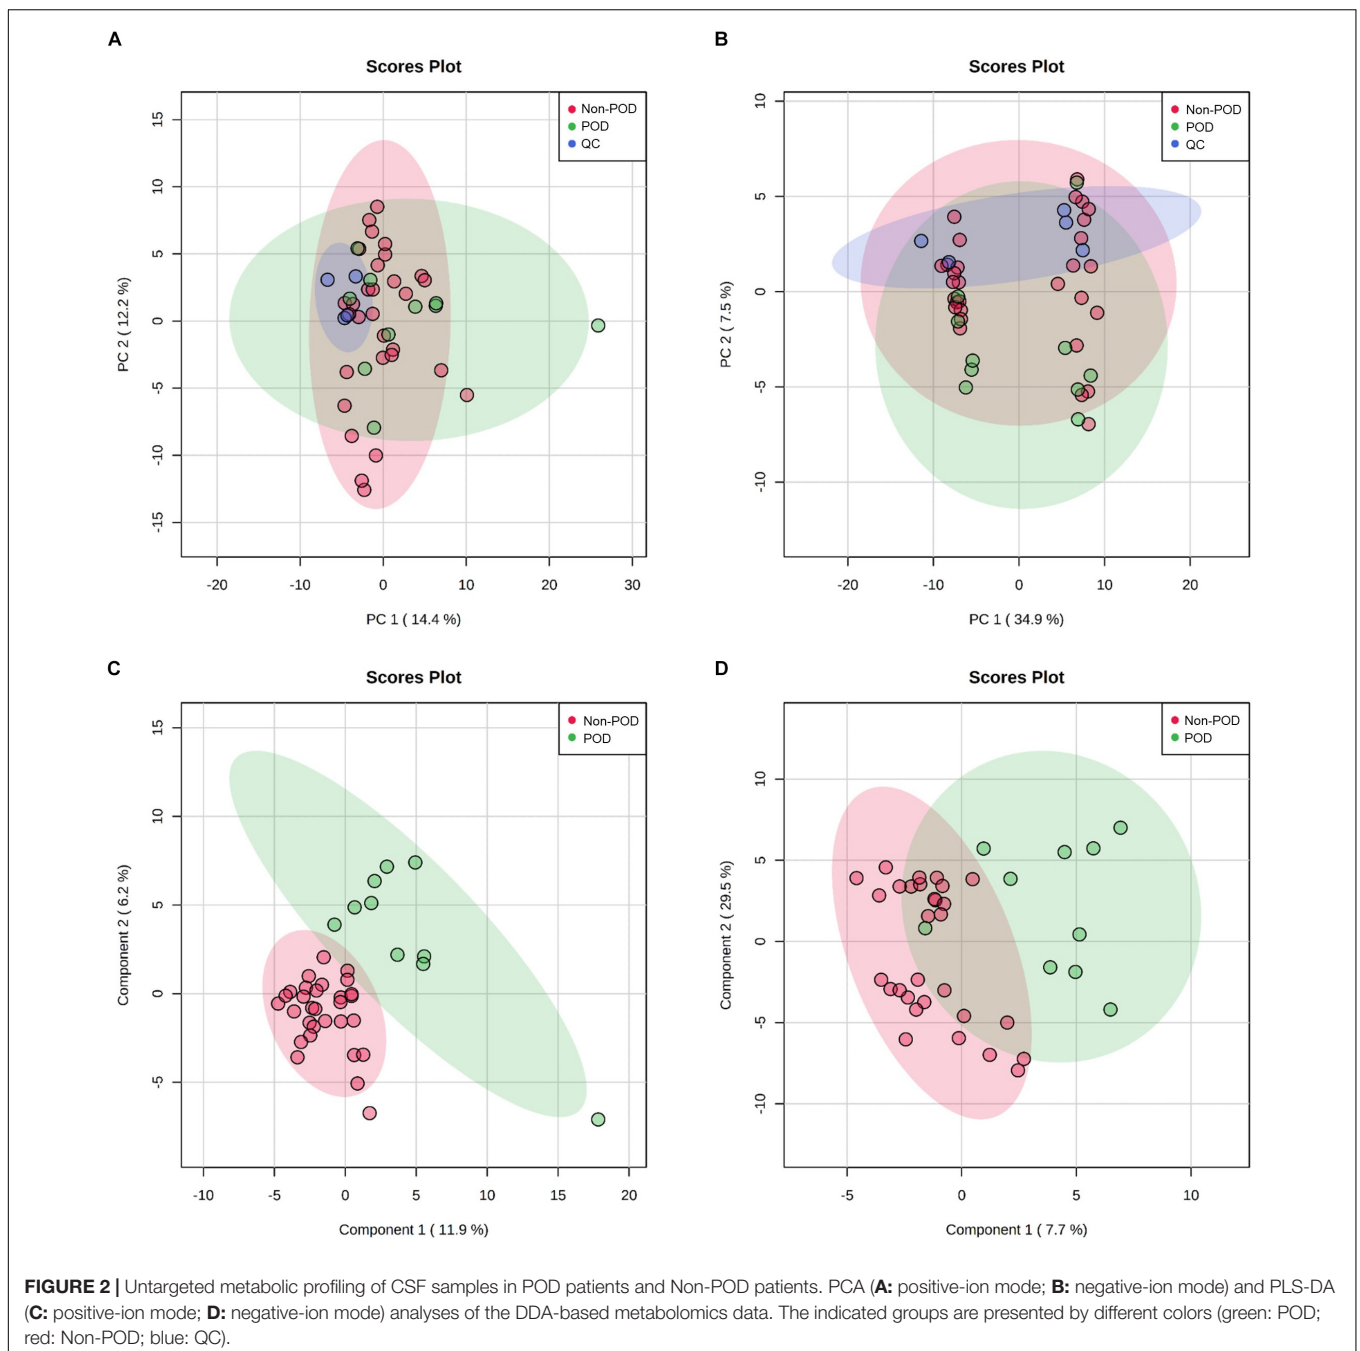 A
Scores Plot
Non-POD
POD
QC
15
10
5
0
-5
-10
-15
PC 2 ( 12.2 %)
-20
-10
0
10
20
30
PC 1 ( 14.4 %)
B
Scores Plot
Non-POD
POD
QC
10
5
0
-5
-10
PC 2 ( 7.5 %)
-20
-10
0
10
20
PC 1 ( 34.9 %)
C
Scores Plot
Non-POD
POD
15
10
5
0
-5
Component 2 ( 6.2 %)
-10
-5
0
5
10
15
20
Component 1 ( 11.9 %)
D
Scores Plot
Non-POD
POD
10
5
0
-5
-10
Component 2 ( 29.5 %)
-5
0
5
10
Component 1 ( 7.7 %)
FIGURE 2 | Untargeted metabolic profiling of CSF samples in POD patients and Non-POD patients. PCA (A: positive-ion mode; B: negative-ion mode) and PLS-DA
(C: positive-ion mode; D: negative-ion mode) analyses of the DDA-based metabolomics data. The indicated groups are presented by different colors (green: POD;
red: Non-POD; blue: QC).